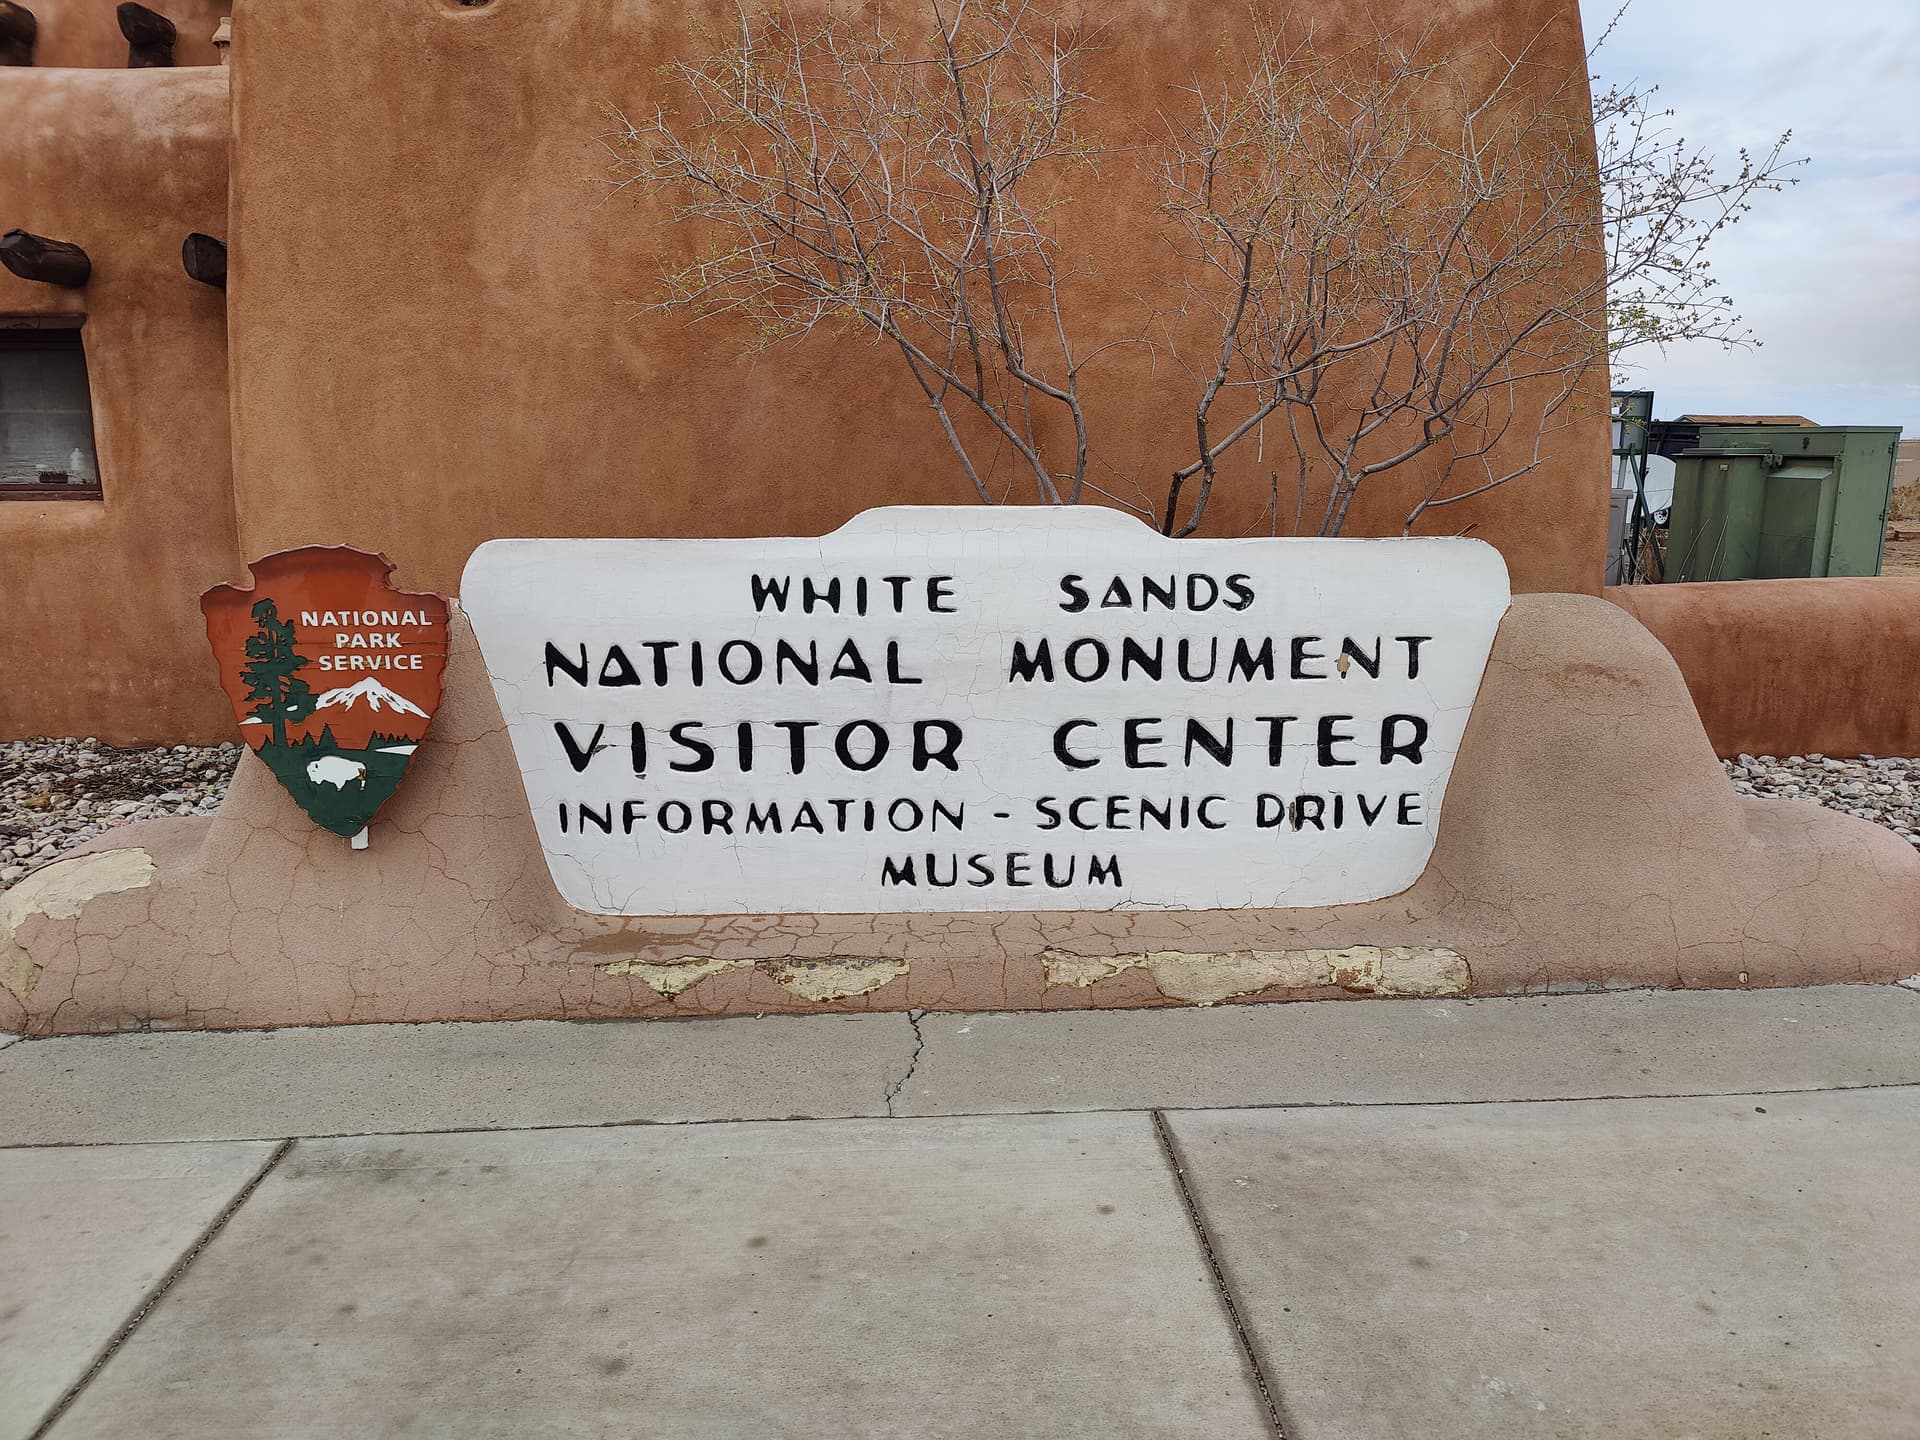 NATIONAL
PARK
SERVICE
WHITE SANDS
NATIONAL MONUMENT
VISITOR CENTER
INFORMATION - SCENIC DRIVE
MUSEUM